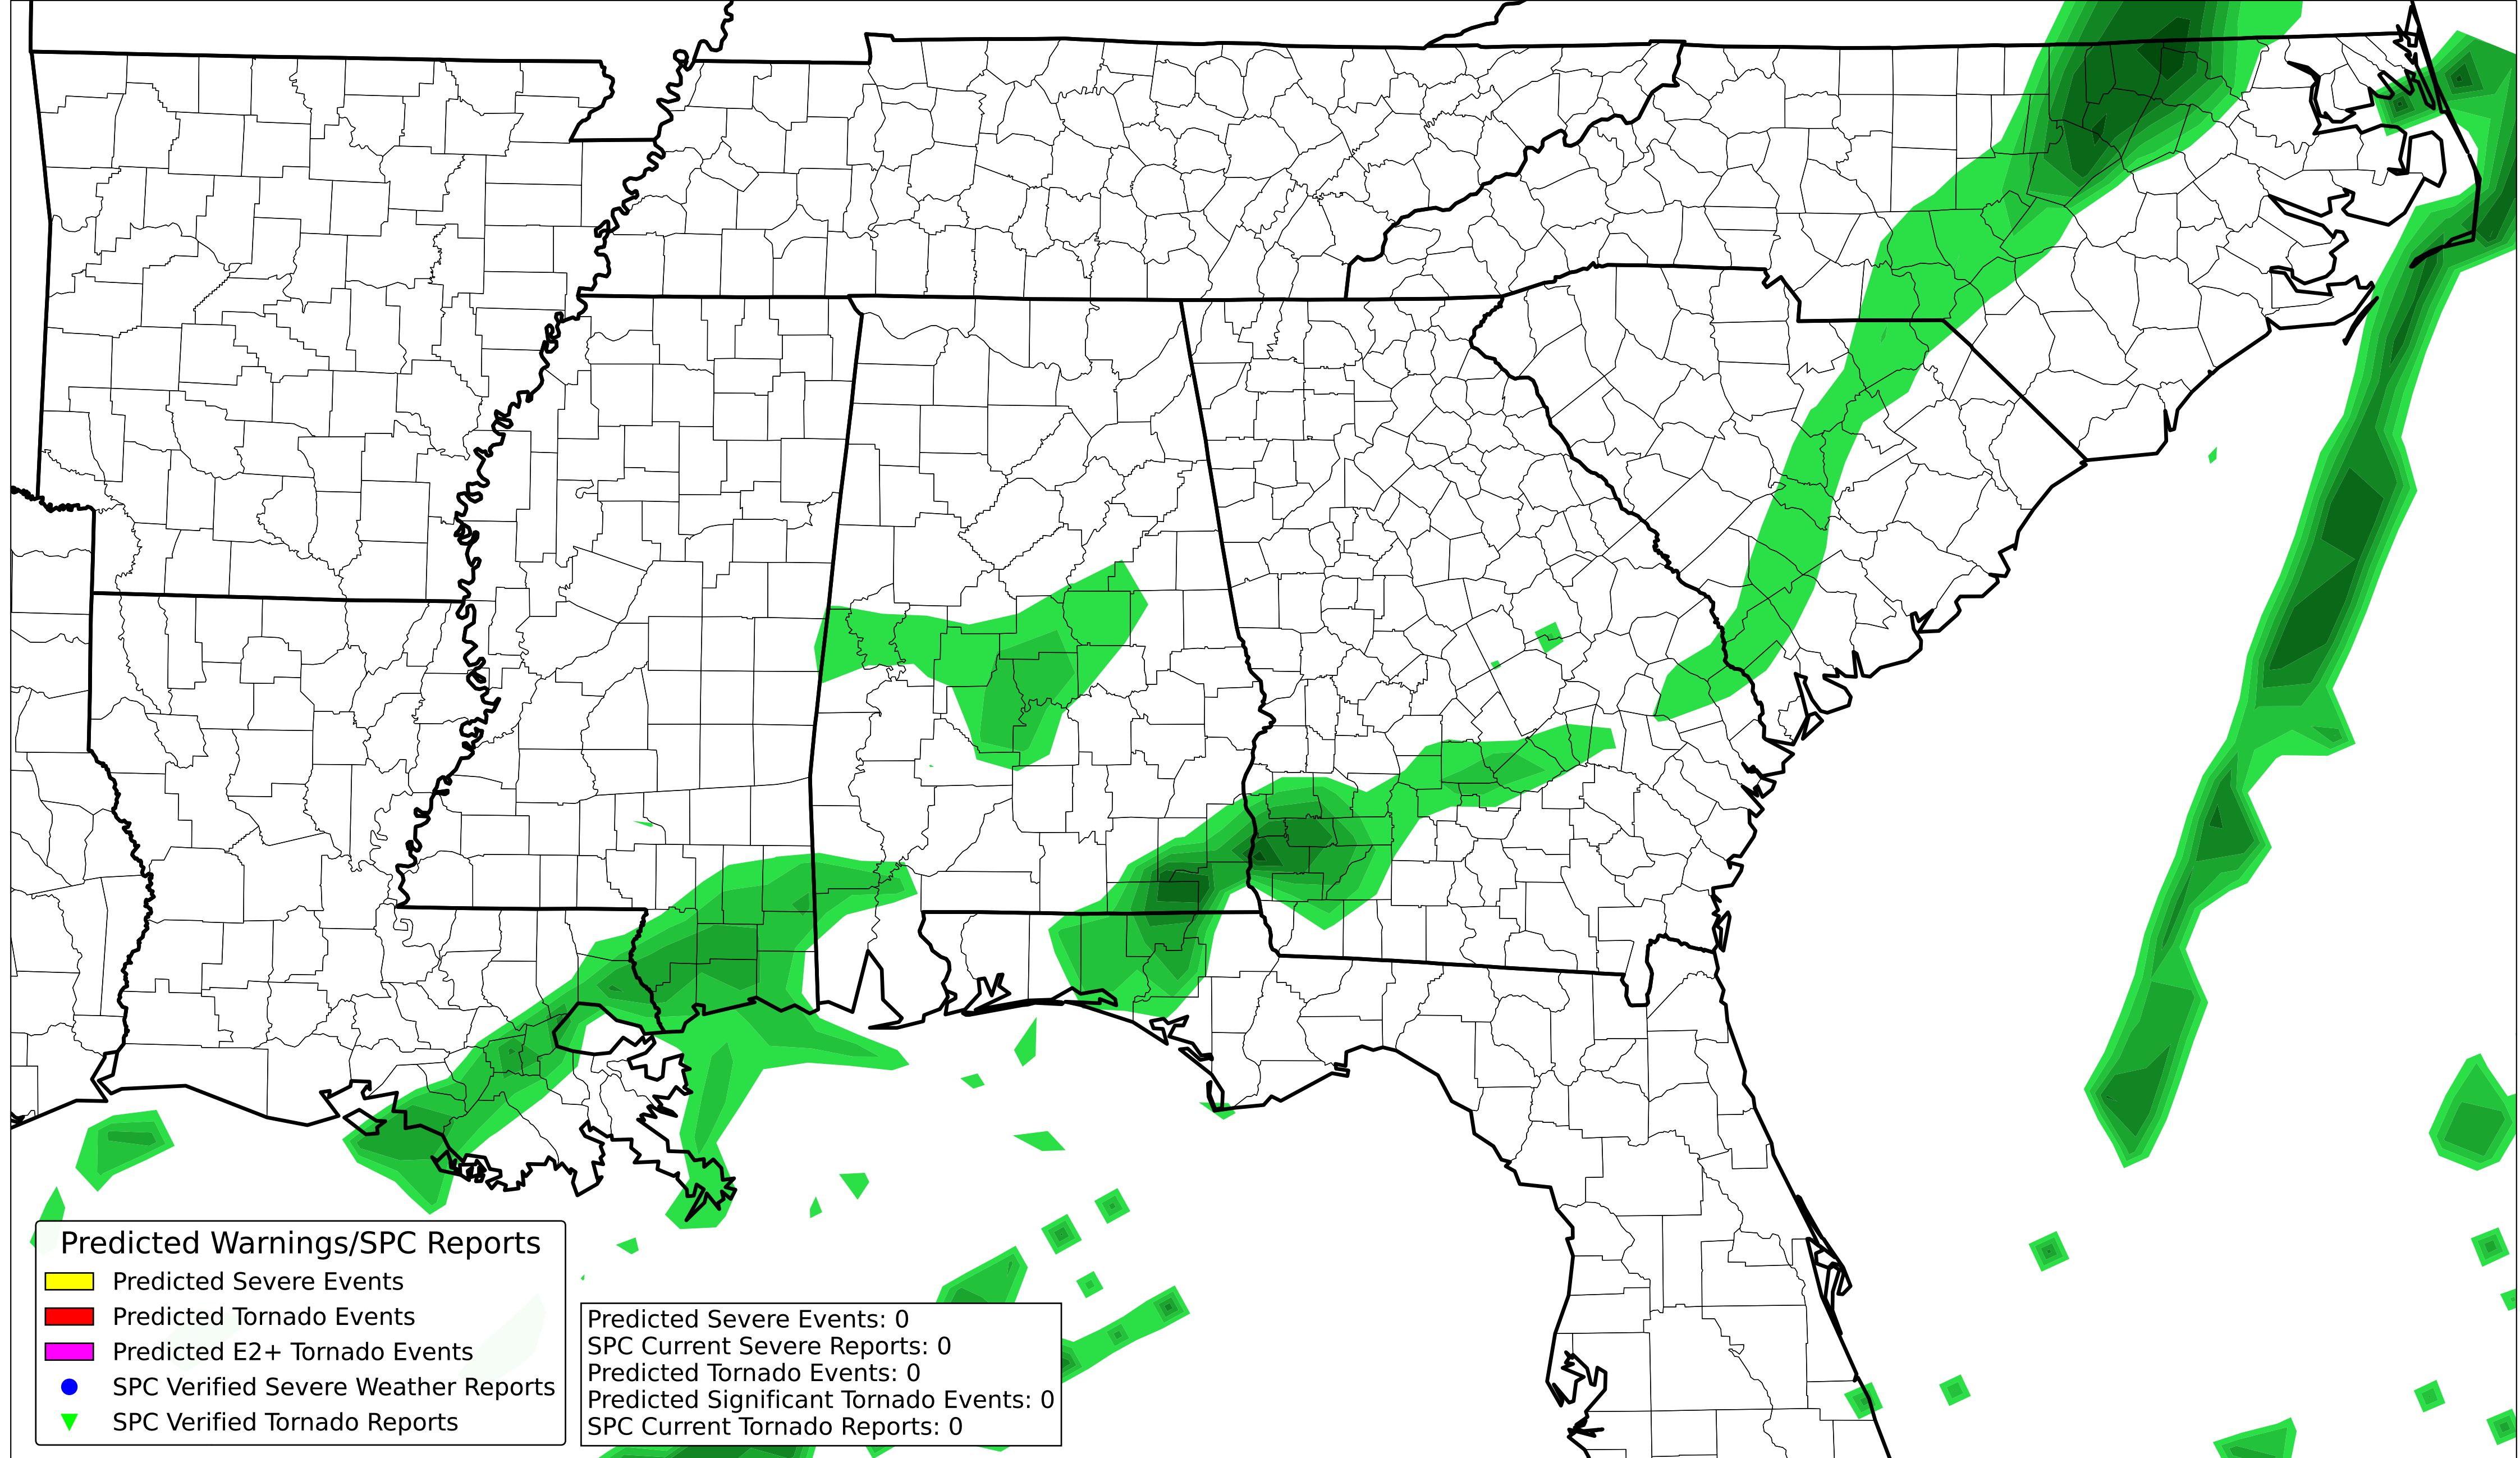 Predicted Warnings/SPC Reports
Predicted Severe Events
Predicted Tornado Events
Predicted E2+ Tornado Events
SPC Verified Severe Weather Reports
SPC Verified Tornado Reports
Predicted Severe Events: 0
SPC Current Severe Reports: 0
Predicted Tornado Events: 0
Predicted Significant Tornado Events: 0
SPC Current Tornado Reports: 0